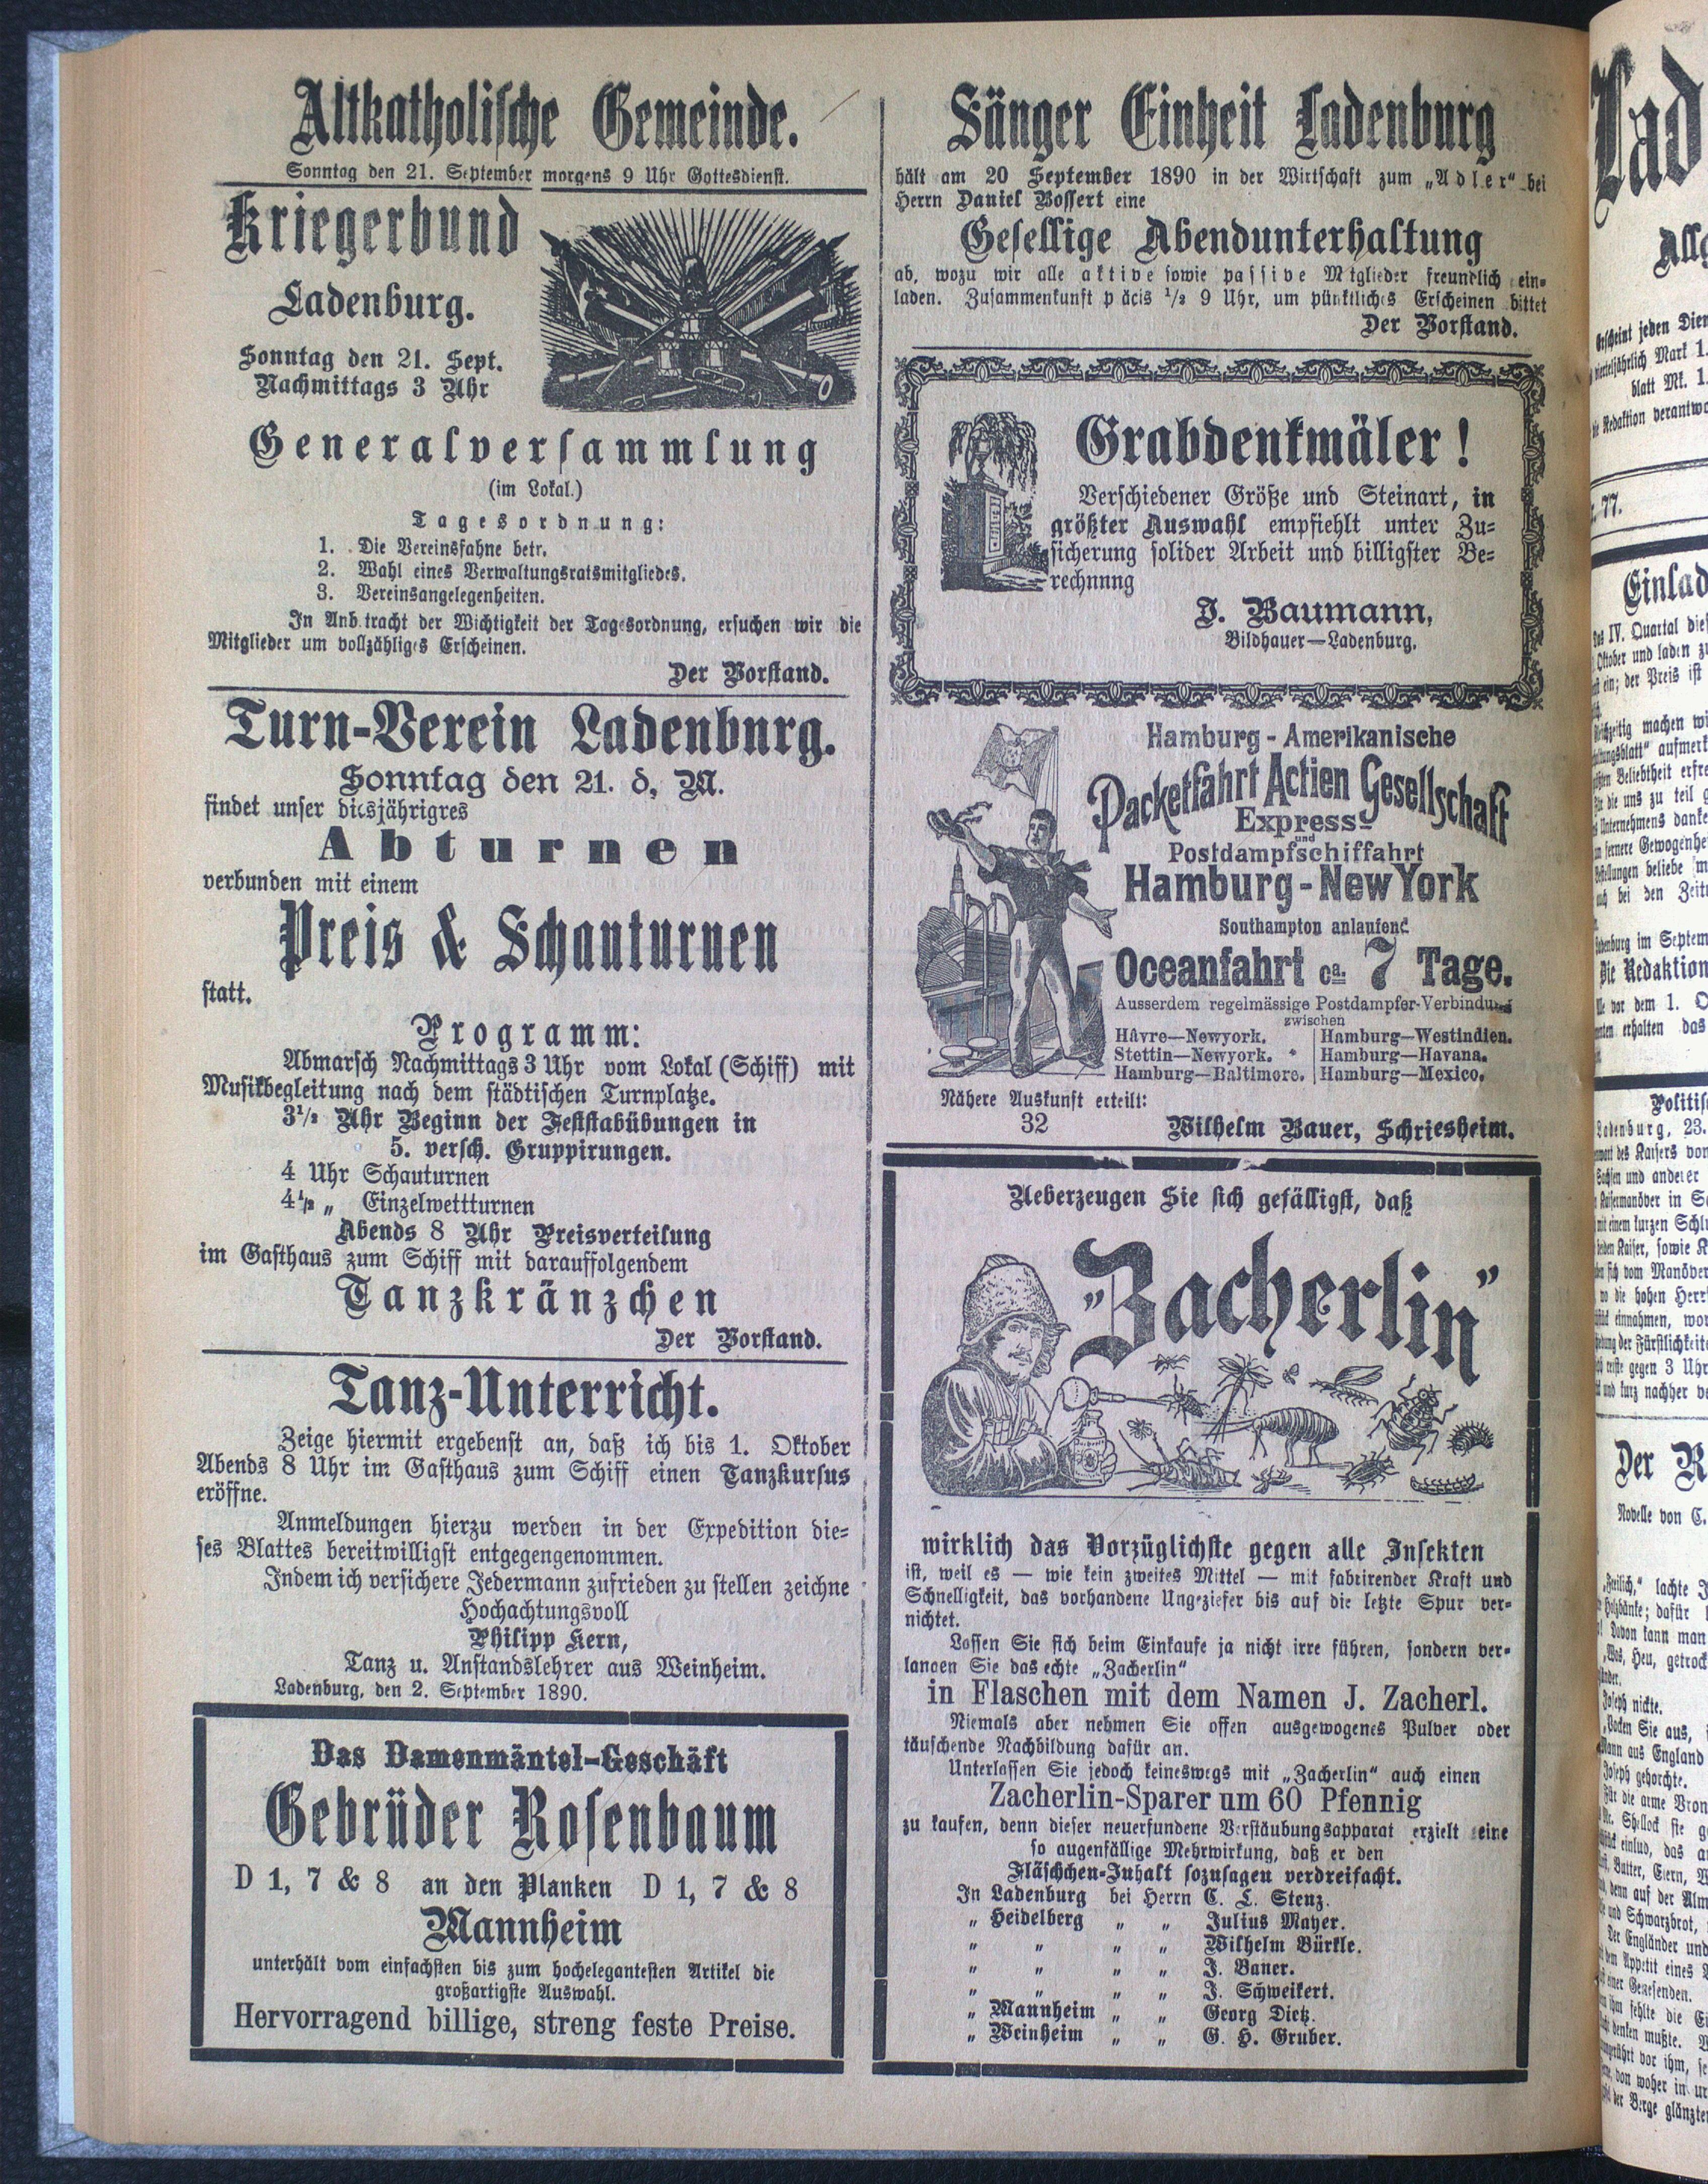 Altkatholische Gemeinde.
Sonntag den 21. September morgens 9 Uhr Gottesdienst.
Kriegerbund
Ladenburg.
Sonntag den 21. Sept.
Nachmittags 3 Uhr
Generalversammlung
(im Lokal.)
Tagesordnung:
1. Die Vereinsfahne betr.
2. Wahl eines Verwaltungsratsmitgliedes.
3. Vereinsangelegenheiten.
In Anb tracht der Wichtigkeit der Tagesordnung, ersuchen wir die
Mitglieder um vollzähliges Erscheinen.
Der Vorstand.
Turn-Verein Ladenburg.
Sonntag den 21. d. M.
findet unser diesjährigres
Abturnen
verbunden mit einem
Preis & Schauturnen
statt.
Programm:
Abmarsch Nachmittags 3 Uhr vom Lokal (Schiff) mit
Musikbegleitung nach dem städtischen Turnplatze.
3½ Uhr Beginn der Feststabübungen in
5. versch. Gruppirungen.
4 Uhr Schauturnen
4½ „ Einzelwettturnen
Abends 8 Uhr Preisverteilung
im Gasthaus zum Schiff mit darauffolgendem
Tanzkränzchen
Der Vorstand.
Tanz-Unterricht.
Zeige hiermit ergebenst an, daß ich bis 1. Oktober
Abends 8 Uhr im Gasthaus zum Schiff einen Tanzkursus
eröffne.
Anmeldungen hierzu werden in der Expedition die-
ses Blattes bereitwilligst entgegengenommen.
Indem ich versichere Jedermann zufrieden zu stellen zeichne
Hochachtungsvoll
Philipp Kern,
Tanz u. Anstandslehrer aus Weinheim.
Ladenburg, den 2. September 1890.
Das Damenmäntel-Geschäft
Gebrüder Rosenbaum
D 1, 7 & 8 an den Planken D 1, 7 & 8
Mannheim
unterhält vom einfachsten bis zum hochelegantesten Artikel die
großartigste Auswahl.
Hervorragend billige, streng feste Preise.
Sänger Einheit Ladenburg
hält am 20 September 1890 in der Wirtschaft zum „Adler“ bei
Herrn Daniel Bossert eine
Gesellige Abendunterhaltung
ab, wozu wir alle aktive sowie passive M tglieder freundlich ein-
laden. Zusammenkunft p äcis ½ 9 Uhr, um pünktliches Erscheinen bittet
Der Vorstand.
Grabdenkmäler!
Verschiedener Größe und Steinart, in
größter Auswahl empfiehlt unter Zu-
sicherung solider Arbeit und billigster Be-
rechnnng
J. Baumann,
Bildhauer—Ladenburg.
Hamburg-Amerikanische
Packetfahrt Actien Gesellschaft
Express-
und
Postdampfschiffahrt
Hamburg-New York
Southampton anlaufend
Oceanfahrt ca. 7 Tage.
Ausserdem regelmässige Postdampfer-Verbindung
zwischen
Hâvre—Newyork. Hamburg—Westindien.
Stettin—Newyork. Hamburg—Havana.
Hamburg—Baltimore. Hamburg—Mexico.
Nähere Auskunft erteilt:
32 Wilhelm Bauer, Schriesheim.
Ueberzeugen Sie sich gefälligst, daß
„Zacherlin”
wirklich das Vorzüglichste gegen alle Insekten
ist, weil es — wie kein zweites Mittel — mit fabrirender Kraft und
Schnelligkeit, das vorhandene Ungeziefer bis auf die letzte Spur ver-
nichtet.
Lassen Sie sich beim Einkaufe ja nicht irre führen, sondern ver-
langen Sie das echte „Zacherlin“
in Flaschen mit dem Namen J. Zacherl.
Niemals aber nehmen Sie offen ausgewogenes Pulver oder
täuschende Nachbildung dafür an.
Unterlassen Sie jedoch keineswegs mit „Zacherlin“ auch einen
Zacherlin-Sparer um 60 Pfennig
zu kaufen, denn dieser neuerfundene Verstäubungsapparat erzielt eine
so augenfällige Mehrwirkung, daß er den
Fläschchen-Inhalt sozusagen verdreifacht.
In Ladenburg bei Herrn C. L. Stenz.
„ Heidelberg „ „ Julius Mayer.
„ „ „ „ Wilhelm Bürkle.
„ „ „ „ J. Bauer.
„ „ „ „ J. Schweikert.
„ Mannheim „ „ Georg Dietz.
„ Weinheim „ „ G. H. Gruber.
Lad
77.
Novelle von C.
Joseph nickte.
Joseph gehorchte.